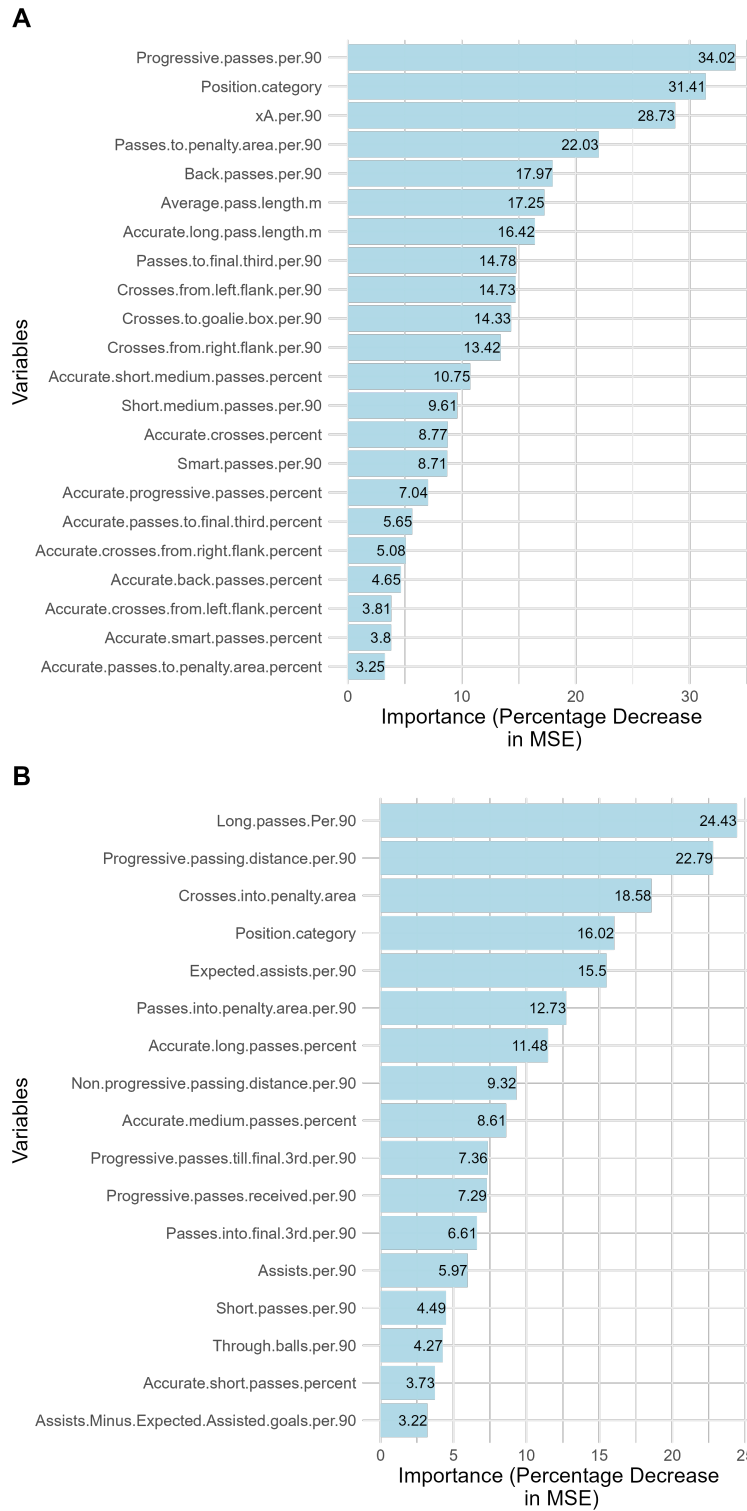 A
Variables
Progressive.passes.per.90 34.02
Position.category 31.41
xA.per.90 28.73
Passes.to.penalty.area.per.90 22.03
Back.passes.per.90 17.97
Average.pass.length.m 17.25
Accurate.long.pass.length.m 16.42
Passes.to.final.third.per.90 14.78
Crosses.from.left.flank.per.90 14.73
Crosses.to.goalie.box.per.90 14.33
Crosses.from.right.flank.per.90 13.42
Accurate.short.medium.passes.percent 10.75
Short.medium.passes.per.90 9.61
Accurate.crosses.percent 8.77
Smart.passes.per.90 8.71
Accurate.progressive.passes.percent 7.04
Accurate.passes.to.final.third.percent 5.65
Accurate.crosses.from.right.flank.percent 5.08
Accurate.back.passes.percent 4.65
Accurate.crosses.from.left.flank.percent 3.81
Accurate.smart.passes.percent 3.8
Accurate.passes.to.penalty.area.percent 3.25
0 10 20 30
Importance (Percentage Decrease
in MSE)
B
Variables
Long.passes.Per.90 24.43
Progressive.passing.distance.per.90 22.79
Crosses.into.penalty.area 18.58
Position.category 16.02
Expected.assists.per.90 15.5
Passes.into.penalty.area.per.90 12.73
Accurate.long.passes.percent 11.48
Non.progressive.passing.distance.per.90 9.32
Accurate.medium.passes.percent 8.61
Progressive.passes.till.final.3rd.per.90 7.36
Progressive.passes.received.per.90 7.29
Passes.into.final.3rd.per.90 6.61
Assists.per.90 5.97
Short.passes.per.90 4.49
Through.balls.per.90 4.27
Accurate.short.passes.percent 3.73
Assists.Minus.Expected.Assisted.goals.per.90 3.22
0 5 10 15 20
Importance (Percentage Decrease
in MSE)